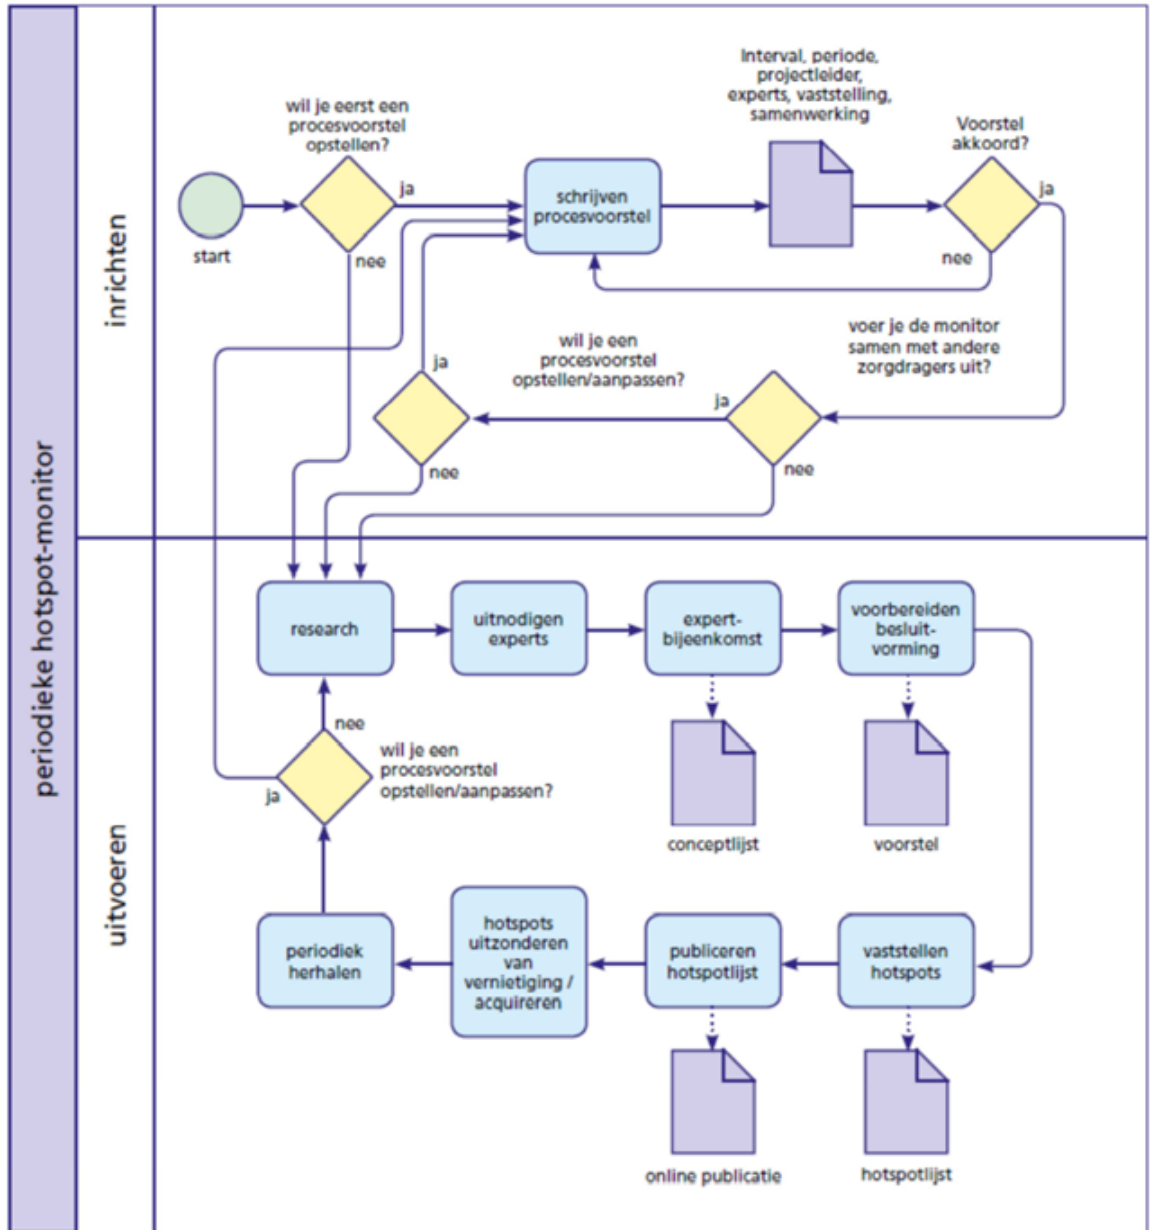 periodieke hotspot-monitor
inrichten
wil je eerst een
procesvoorstel
opstellen?
ja
nee
start
schrijven
procesvoorstel
Interval, periode,
projectleider,
experts, vaststelling,
samenwerking
Voorstel
akkoord?
ja
nee
voer je de monitor
samen met andere
zorgdragers uit?
ja
nee
wil je een
procesvoorstel
opstellen/aanpassen?
ja
nee
uitvoeren
research
uitnodigen
experts
expert-
bijeenkomst
voorbereiden
besluit-
vorming
conceptlijst
voorstel
nee
ja
wil je een
procesvoorstel
opstellen/aanpassen?
periodiek
herhalen
hotspots
uitzonderen
van
vernietiging /
acquireren
publiceren
hotspotlijst
vaststellen
hotspots
online publicatie
hotspotlijst